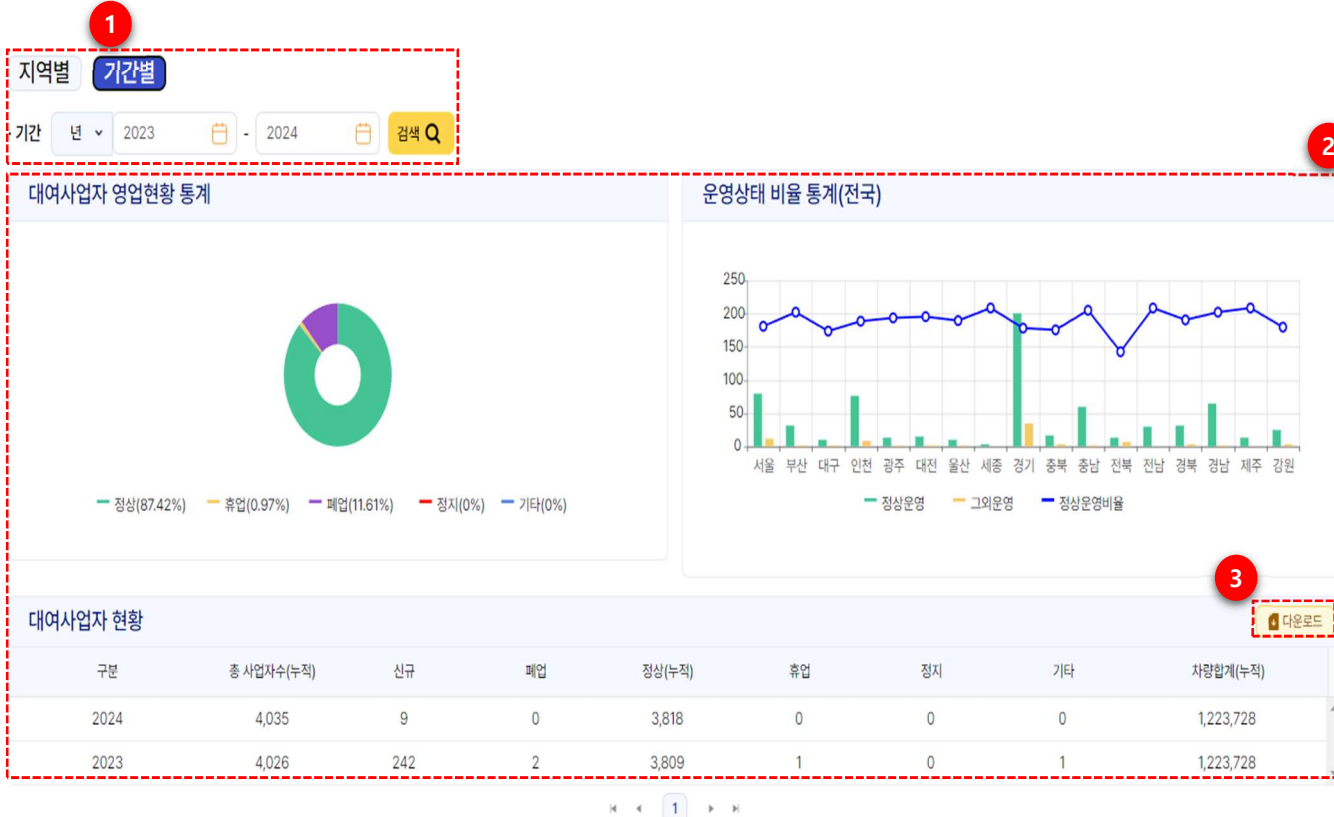 1
지역별 기간별
기간 년 2023 - 2024 검색
2
대여사업자 영업현황 통계
정상(87.42%) 휴업(0.97%) 폐업(11.61%) 정지(0%) 기타(0%)
운영상태 비율 통계(전국)
250
200
150
100
50
0
서울 부산 대구 인천 광주 대전 울산 세종 경기 충북 충남 전북 전남 경북 경남 제주 강원
정상운영 그외운영 정상운영비율
3
대여사업자 현황 다운로드
구분 총 사업자수(누적) 신규 폐업 정상(누적) 휴업 정지 기타 차량합계(누적)
2024 4,035 9 0 3,818 0 0 0 1,223,728
2023 4,026 242 2 3,809 1 0 1 1,223,728
1